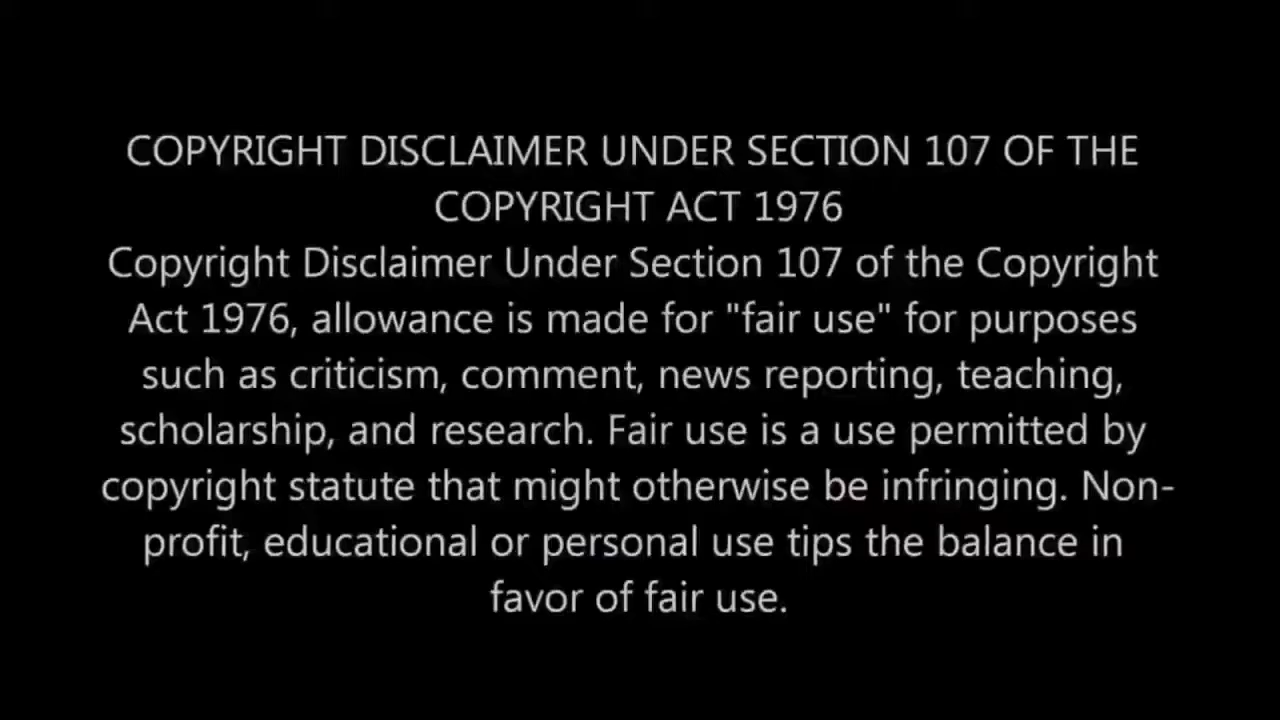 COPYRIGHT DISCLAIMER UNDER SECTION 107 OF THE
COPYRIGHT ACT 1976
Copyright Disclaimer Under Section 107 of the Copyright
Act 1976, allowance is made for "fair use" for purposes
such as criticism, comment, news reporting, teaching,
scholarship, and research. Fair use is a use permitted by
copyright statute that might otherwise be infringing. Non-
profit, educational or personal use tips the balance in
favor of fair use.